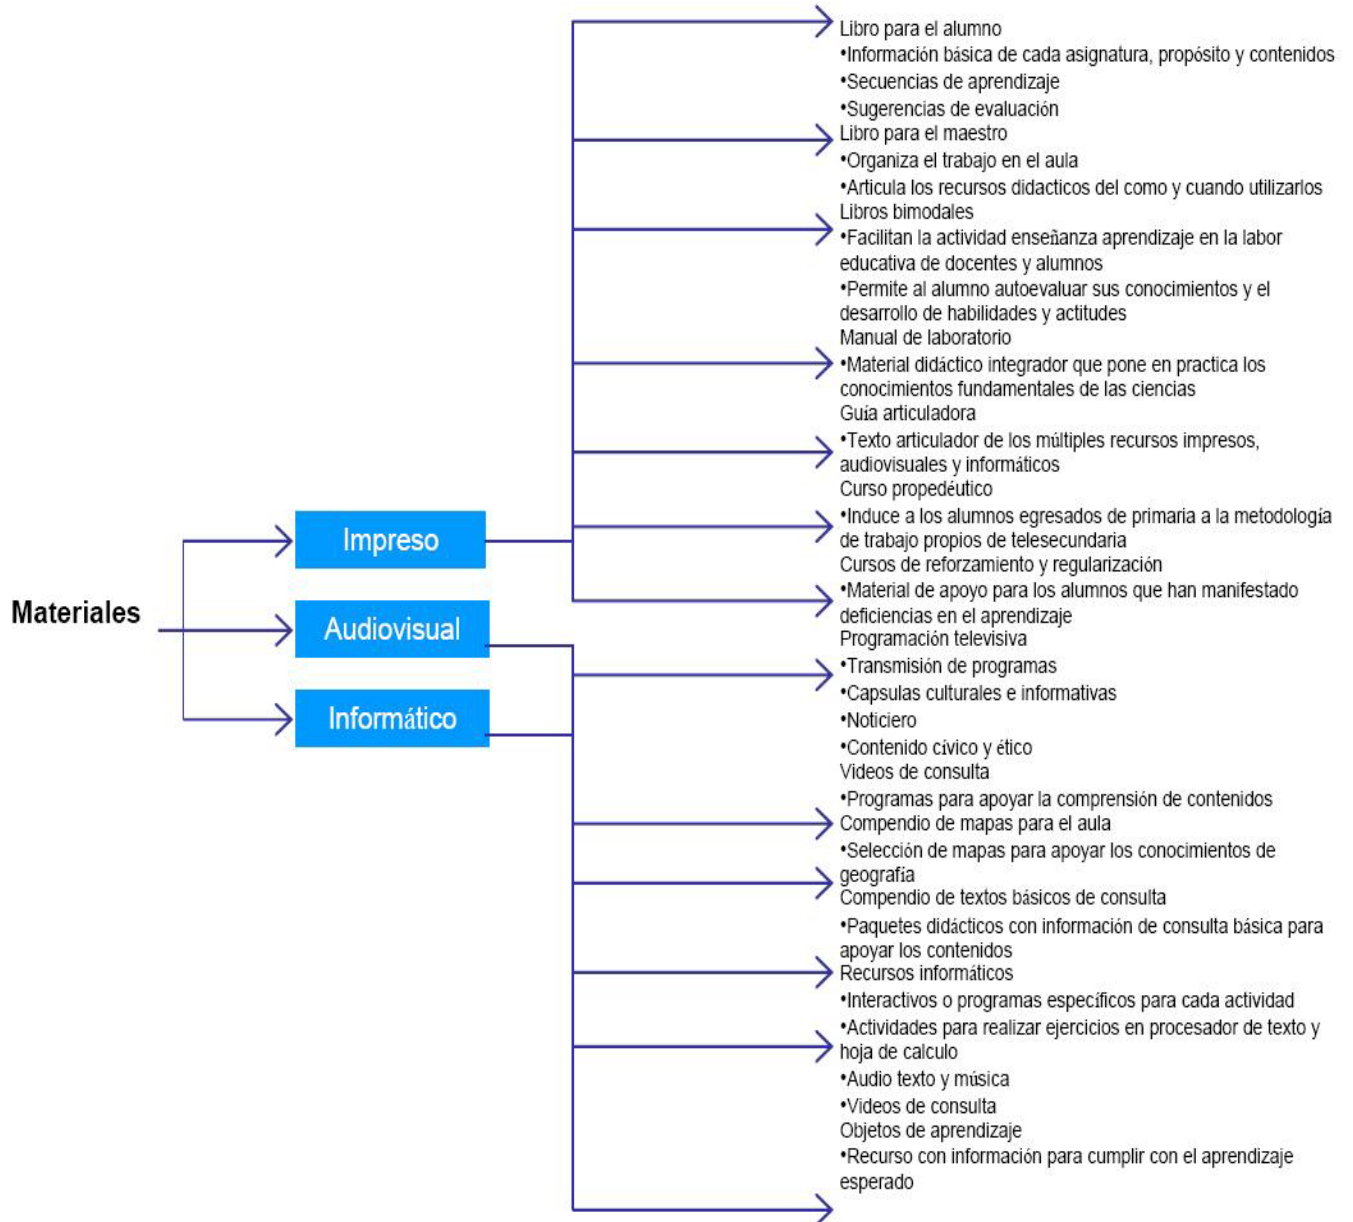 Materiales
Impreso
Audiovisual
Informático
Libro para el alumno
•Información básica de cada asignatura, propósito y contenidos
•Secuencias de aprendizaje
•Sugerencias de evaluación
Libro para el maestro
•Organiza el trabajo en el aula
•Articula los recursos didacticos del como y cuando utilizarlos
Libros bimodales
•Facilitan la actividad enseñanza aprendizaje en la labor
educativa de docentes y alumnos
•Permite al alumno autoevaluar sus conocimientos y el
desarrollo de habilidades y actitudes
Manual de laboratorio
•Material didáctico integrador que pone en practica los
conocimientos fundamentales de las ciencias
Guía articuladora
•Texto articulador de los múltiples recursos impresos,
audiovisuales y informáticos
Curso propedéutico
•Induce a los alumnos egresados de primaria a la metodología
de trabajo propios de telesecundaria
Cursos de reforzamiento y regularización
•Material de apoyo para los alumnos que han manifestado
deficiencias en el aprendizaje
Programación televisiva
•Transmisión de programas
•Capsulas culturales e informativas
•Noticiero
•Contenido cívico y ético
Videos de consulta
•Programas para apoyar la comprensión de contenidos
Compendio de mapas para el aula
•Selección de mapas para apoyar los conocimientos de
geografía
Compendio de textos básicos de consulta
•Paquetes didácticos con información de consulta básica para
apoyar los contenidos
Recursos informáticos
•Interactivos o programas específicos para cada actividad
•Actividades para realizar ejercicios en procesador de texto y
hoja de calculo
•Audio texto y música
•Videos de consulta
Objetos de aprendizaje
•Recurso con información para cumplir con el aprendizaje
esperado